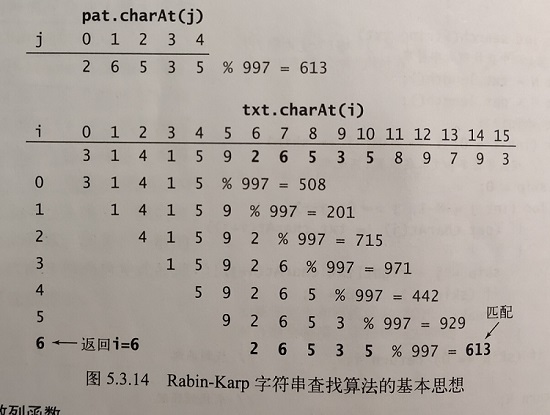 pat.charAt(j)
j 0 1 2 3 4
2 6 5 3 5 % 997 = 613
txt.charAt(i)
i 0 1 2 3 4 5 6 7 8 9 10 11 12 13 14 15
3 1 4 1 5 9 2 6 5 3 5 8 9 7 9 3
0 3 1 4 1 5 % 997 = 508
1 1 4 1 5 9 % 997 = 201
2 4 1 5 9 2 % 997 = 715
3 1 5 9 2 6 % 997 = 971
4 5 9 2 6 5 % 997 = 442
5 9 2 6 5 3 % 997 = 929
匹配
6 ← 返回i=6 2 6 5 3 5 % 997 = 613
图 5.3.14 Rabin-Karp 字符串查找算法的基本思想
散列函数